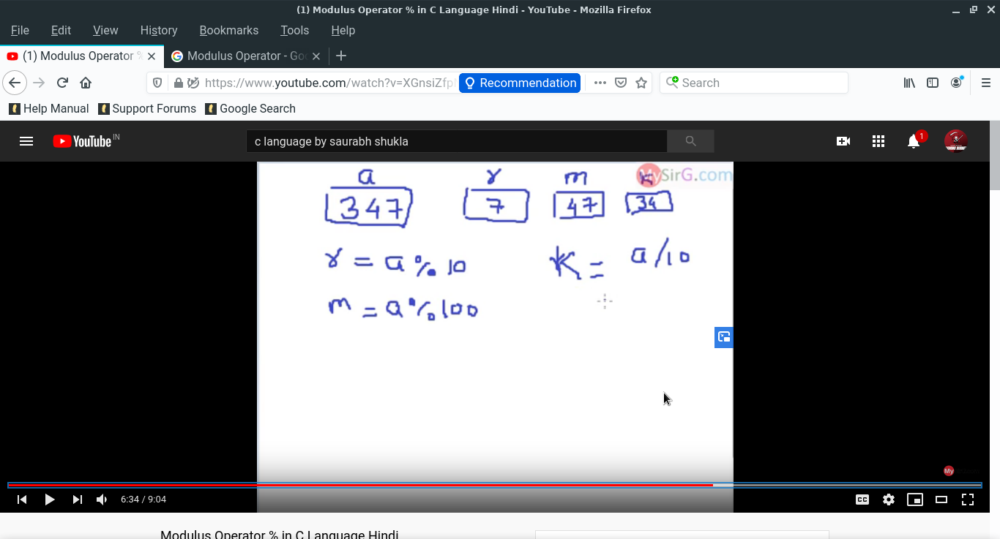 (1) Modulus Operator % in C Language Hindi - YouTube - Mozilla Firefox
File Edit View History Bookmarks Tools Help
(1) Modulus Operator %
Modulus Operator - Goo
https://www.youtube.com/watch?v=XGnsiZfp Recommendation Search
Help Manual Support Forums Google Search
YouTube IN c language by saurabh shukla 1
MySirG.com
a r m k
347 7 47 34
r = a % 10 K = a/10
m = a % 100
My
6:34 / 9:04 CC
Modulus Operator % in C Language Hindi